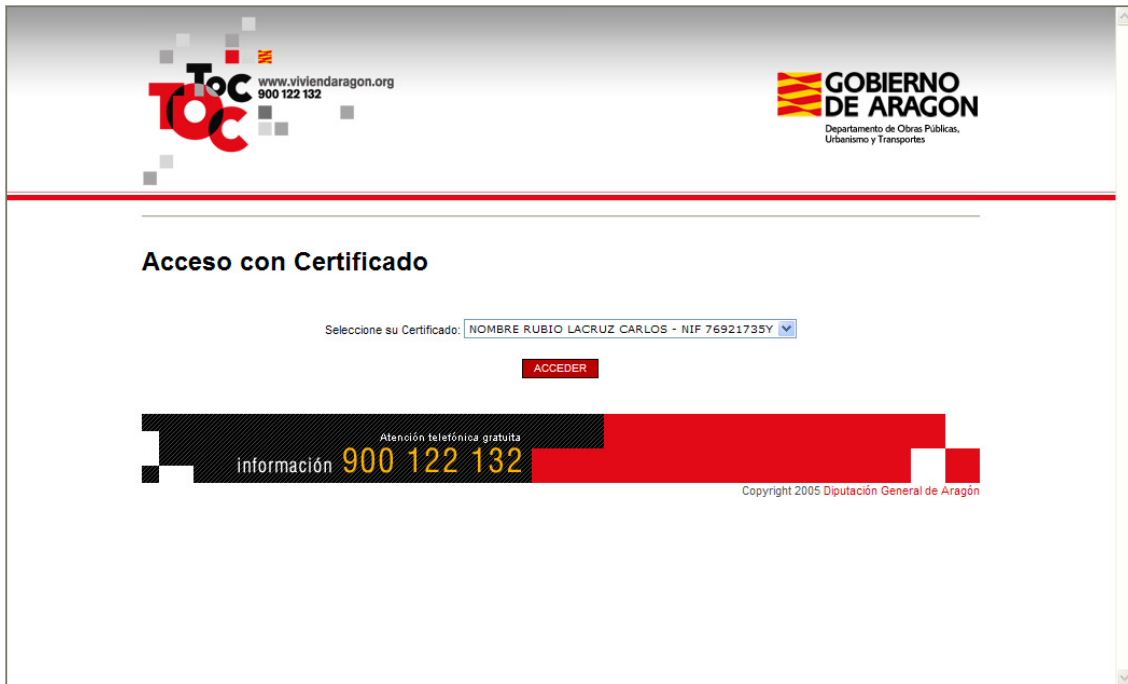 ToC
TOC
www.viviendaragon.org
900 122 132
GOBIERNO
DE ARAGON
Departamento de Obras Públicas,
Urbanismo y Transportes
Acceso con Certificado
Seleccione su Certificado: NOMBRE RUBIO LACRUZ CARLOS - NIF 76921735Y
ACCEDER
Atención telefónica gratuita
información 900 122 132
Copyright 2005 Diputación General de Aragón